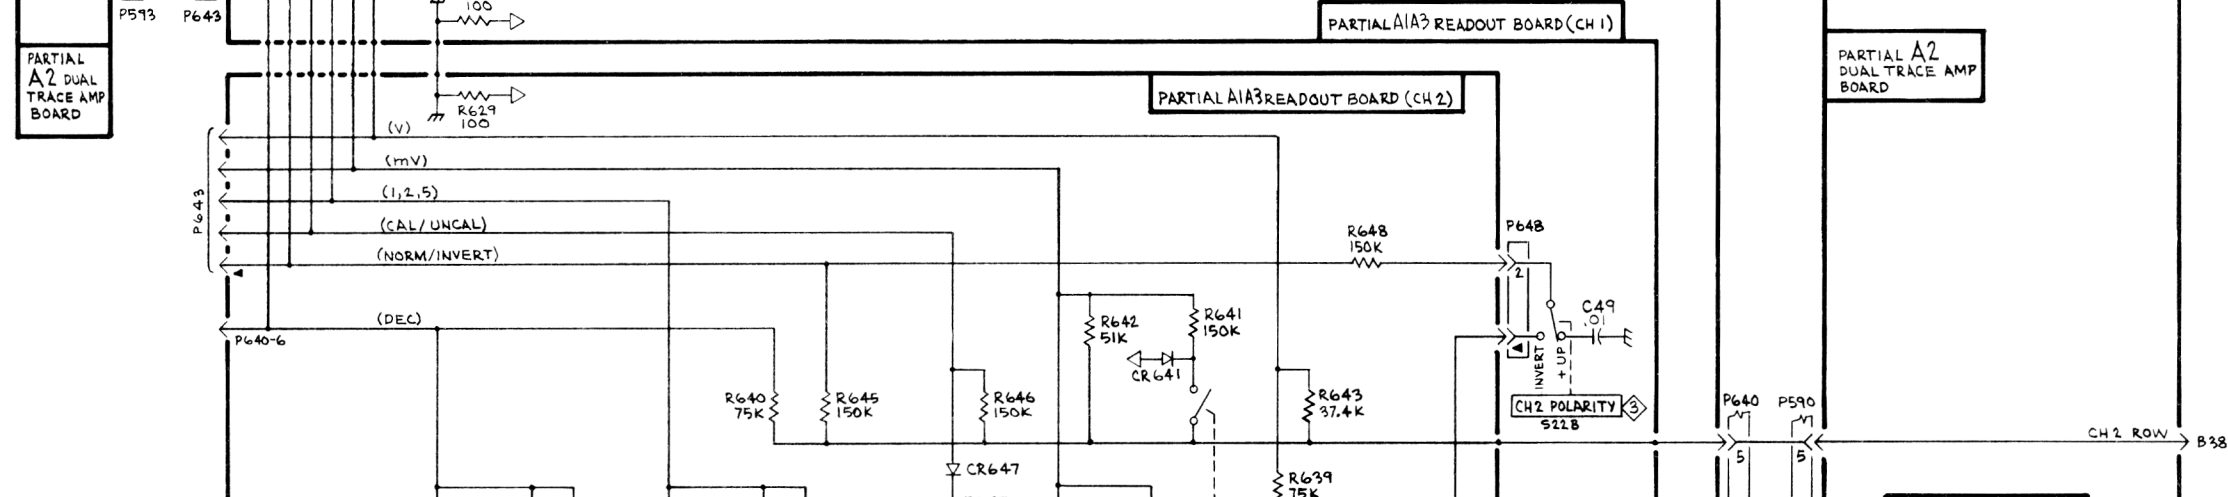 P593
P643
100
PARTIAL A1A3 READOUT BOARD (CH 1)
PARTIAL
A2 DUAL
TRACE AMP
BOARD
PARTIAL A2
DUAL TRACE AMP
BOARD
PARTIAL A1A3 READOUT BOARD (CH 2)
R629
100
(V)
(mV)
(1,2,5)
(CAL/UNCAL)
(NORM/INVERT)
P643
(DEC)
P640-6
R648
150K
P648
2
R642
51K
R641
150K
CR641
C49
.01
INVERT
+ UP
R640
75K
R645
150K
R646
150K
R643
37.4K
CH2 POLARITY
3
S22B
P640
P590
5
5
CH 2 ROW
B38
CR647
R639
75K